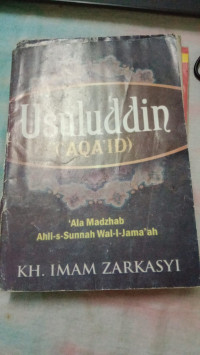 Usuluddin
('AQA'ID)
'Ala Madzhab
Ahli-s-Sunnah Wal-l-Jama'ah
KH. IMAM ZARKASYI